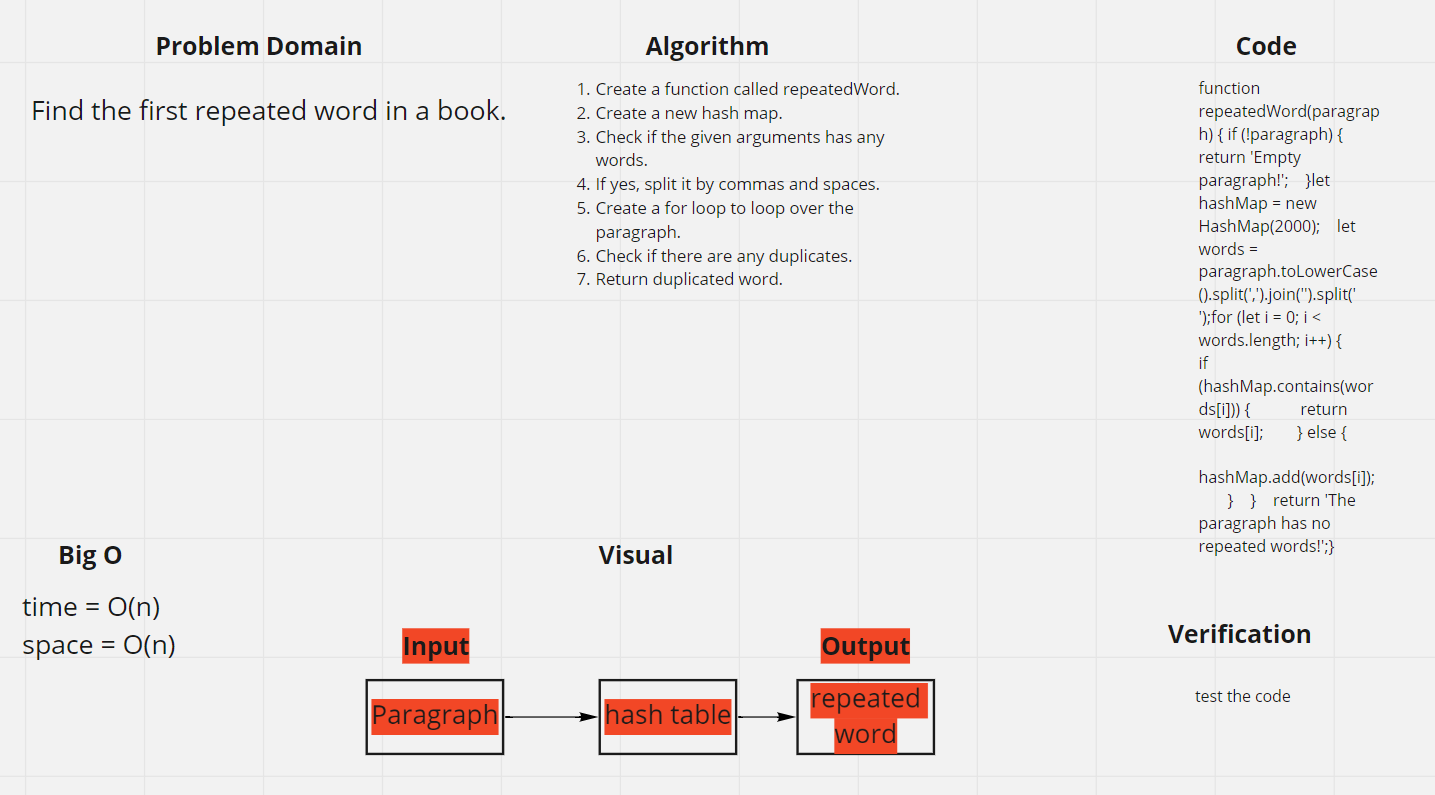 Problem Domain
Find the first repeated word in a book.
Algorithm
1. Create a function called repeatedWord.
2. Create a new hash map.
3. Check if the given arguments has any
words.
4. If yes, split it by commas and spaces.
5. Create a for loop to loop over the
paragraph.
6. Check if there are any duplicates.
7. Return duplicated word.
Code
function
repeatedWord(paragrap
h) { if (!paragraph) {
return 'Empty
paragraph!'; }let
hashMap = new
HashMap(2000); let
words =
paragraph.toLowerCase
().split(',').join('').split('
');for (let i = 0; i <
words.length; i++) {
if
(hashMap.contains(wor
ds[i])) { return
words[i]; } else {
hashMap.add(words[i]);
} } return 'The
paragraph has no
repeated words!';}
Big O
time = O(n)
space = O(n)
Visual
Input
Output
Paragraph
hash table
repeated
word
Verification
test the code